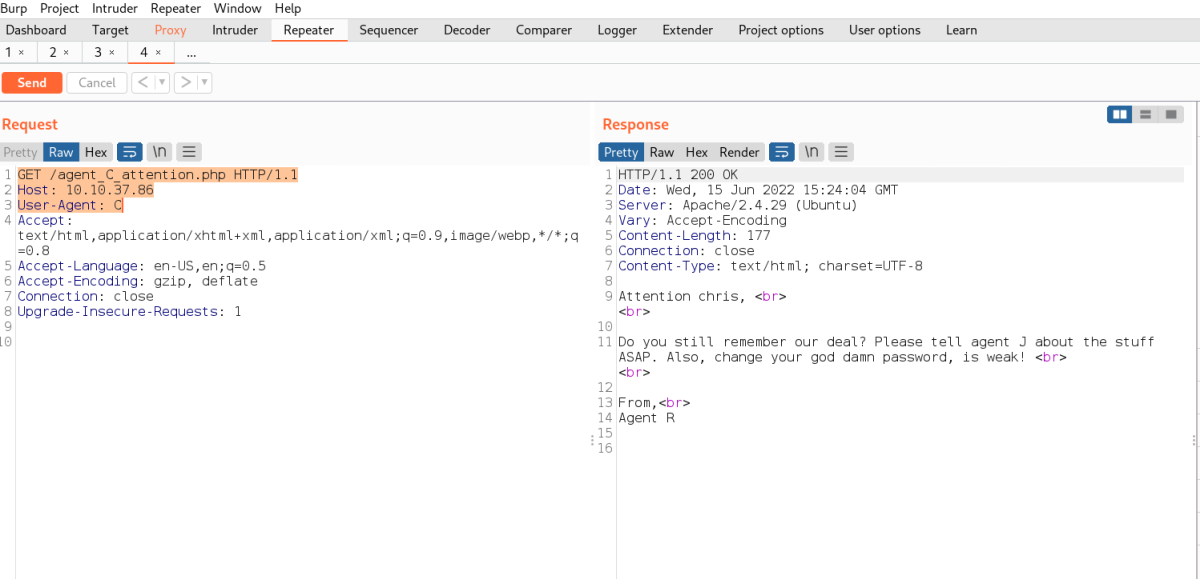 Burp Project Intruder Repeater Window Help
Dashboard Target Proxy Intruder Repeater Sequencer Decoder Comparer Logger Extender Project options User options Learn
1 × 2 × 3 × 4 × ...
Send Cancel < ▼ > ▼
Request
Pretty Raw Hex \n
1 GET /agent_C_attention.php HTTP/1.1
2 Host: 10.10.37.86
3 User-Agent: C
4 Accept:
text/html,application/xhtml+xml,application/xml;q=0.9,image/webp,*/*;q
=0.8
5 Accept-Language: en-US,en;q=0.5
6 Accept-Encoding: gzip, deflate
7 Connection: close
8 Upgrade-Insecure-Requests: 1
9
10
Response
Pretty Raw Hex Render \n
1 HTTP/1.1 200 OK
2 Date: Wed, 15 Jun 2022 15:24:04 GMT
3 Server: Apache/2.4.29 (Ubuntu)
4 Vary: Accept-Encoding
5 Content-Length: 177
6 Connection: close
7 Content-Type: text/html; charset=UTF-8
8
9 Attention chris, <br>
<br>
10
11 Do you still remember our deal? Please tell agent J about the stuff
ASAP. Also, change your god damn password, is weak! <br>
<br>
12
13 From,<br>
14 Agent R
15
16